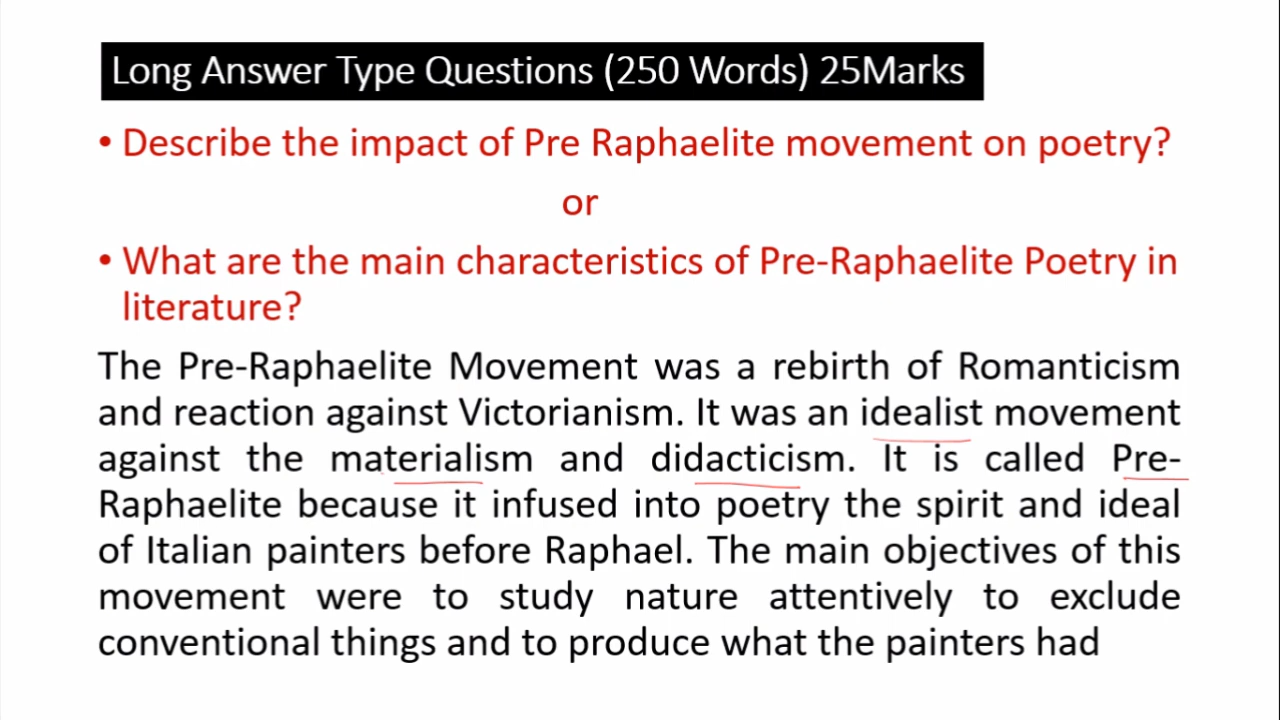 Long Answer Type Questions (250 Words) 25Marks
• Describe the impact of Pre Raphaelite movement on poetry?
or
• What are the main characteristics of Pre-Raphaelite Poetry in
literature?
The Pre-Raphaelite Movement was a rebirth of Romanticism
and reaction against Victorianism. It was an idealist movement
against the materialism and didacticism. It is called Pre-
Raphaelite because it infused into poetry the spirit and ideal
of Italian painters before Raphael. The main objectives of this
movement were to study nature attentively to exclude
conventional things and to produce what the painters had